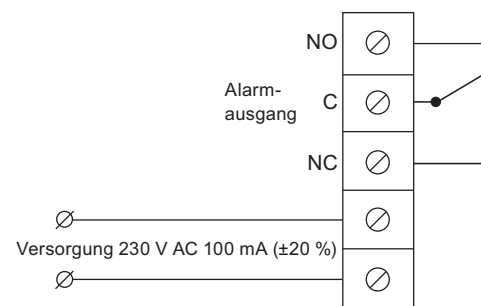 NO
Alarm-
ausgang
C
NC
Versorgung 230 V AC 100 mA (±20 %)